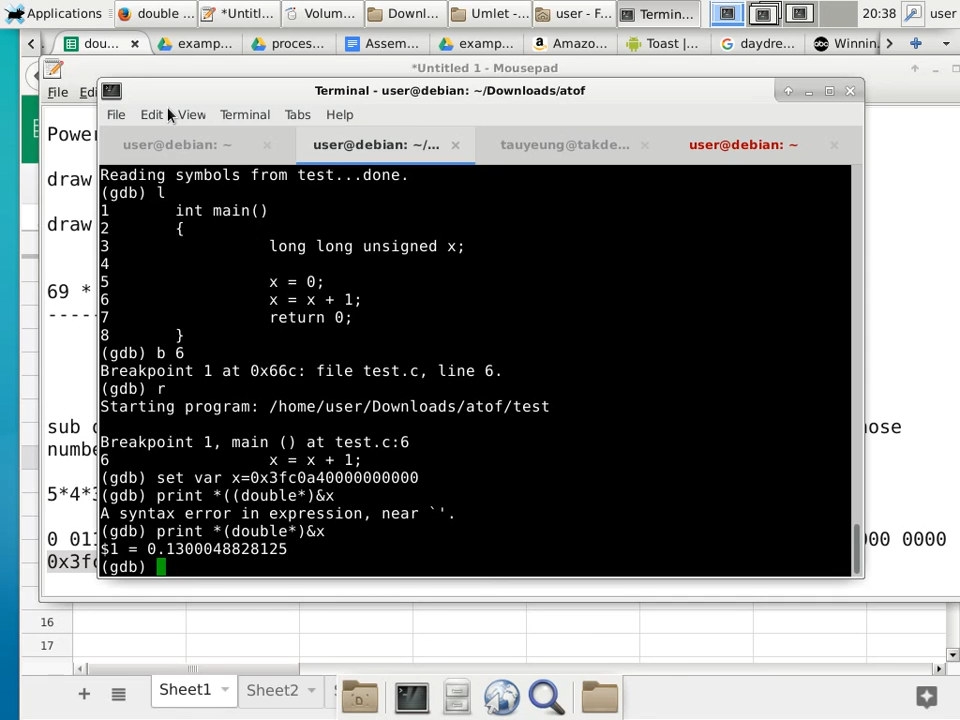 Applications
double ...
*Untitl...
Volum...
Downl...
Umlet -...
user - F...
Termin...
20:38
user
dou...
examp...
proces...
Assem...
examp...
Amazo...
Toast |...
daydre...
Winnin...
*Untitled 1 - Mousepad
File
Terminal - user@debian: ~/Downloads/atof
File Edit View Terminal Tabs Help
user@debian: ~
user@debian: ~/...
tauyeung@takde...
user@debian: ~
Power
draw
draw
69 *
-----
sub
nose
numbe
5*4*3
0 011
000 0000
0x3fc
Reading symbols from test...done.
(gdb) l
1 int main()
2 {
3 long long unsigned x;
4
5 x = 0;
6 x = x + 1;
7 return 0;
8 }
(gdb) b 6
Breakpoint 1 at 0x66c: file test.c, line 6.
(gdb) r
Starting program: /home/user/Downloads/atof/test
Breakpoint 1, main () at test.c:6
6 x = x + 1;
(gdb) set var x=0x3fc0a40000000000
(gdb) print *((double*)&x
A syntax error in expression, near `'.
(gdb) print *(double*)&x
$1 = 0.1300048828125
(gdb)
16
17
Sheet1
Sheet2